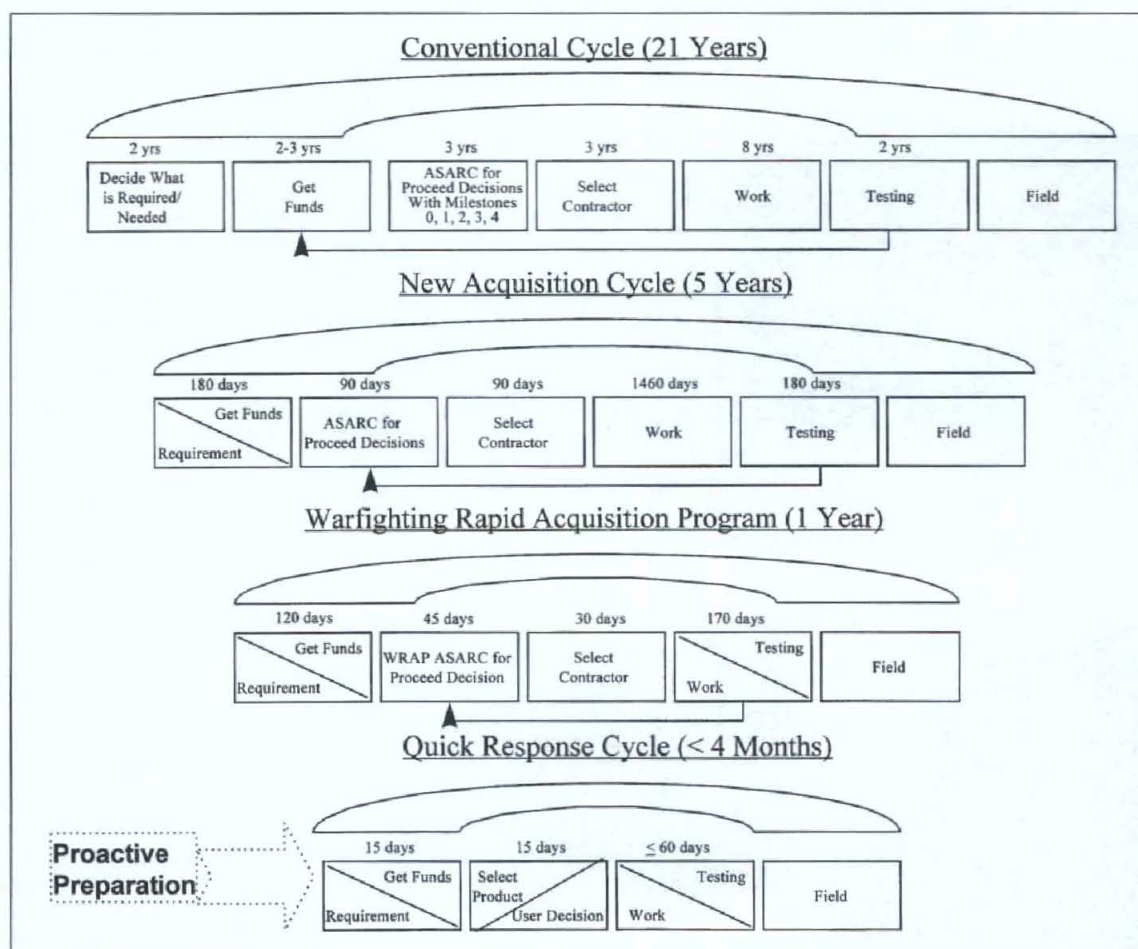 Conventional Cycle (21 Years)
2 yrs
2-3 yrs
3 yrs
3 yrs
8 yrs
2 yrs
Decide What
is Required/
Needed
Get
Funds
ASARC for
Proceed Decisions
With Milestones
0, 1, 2, 3, 4
Select
Contractor
Work
Testing
Field
New Acquisition Cycle (5 Years)
180 days
90 days
90 days
1460 days
180 days
Get Funds
Requirement
ASARC for
Proceed Decisions
Select
Contractor
Work
Testing
Field
Warfighting Rapid Acquisition Program (1 Year)
120 days
45 days
30 days
170 days
Get Funds
Requirement
WRAP ASARC for
Proceed Decision
Select
Contractor
Testing
Work
Field
Quick Response Cycle (< 4 Months)
Proactive
Preparation
15 days
15 days
≤ 60 days
Get Funds
Requirement
Select
Product
User Decision
Testing
Work
Field